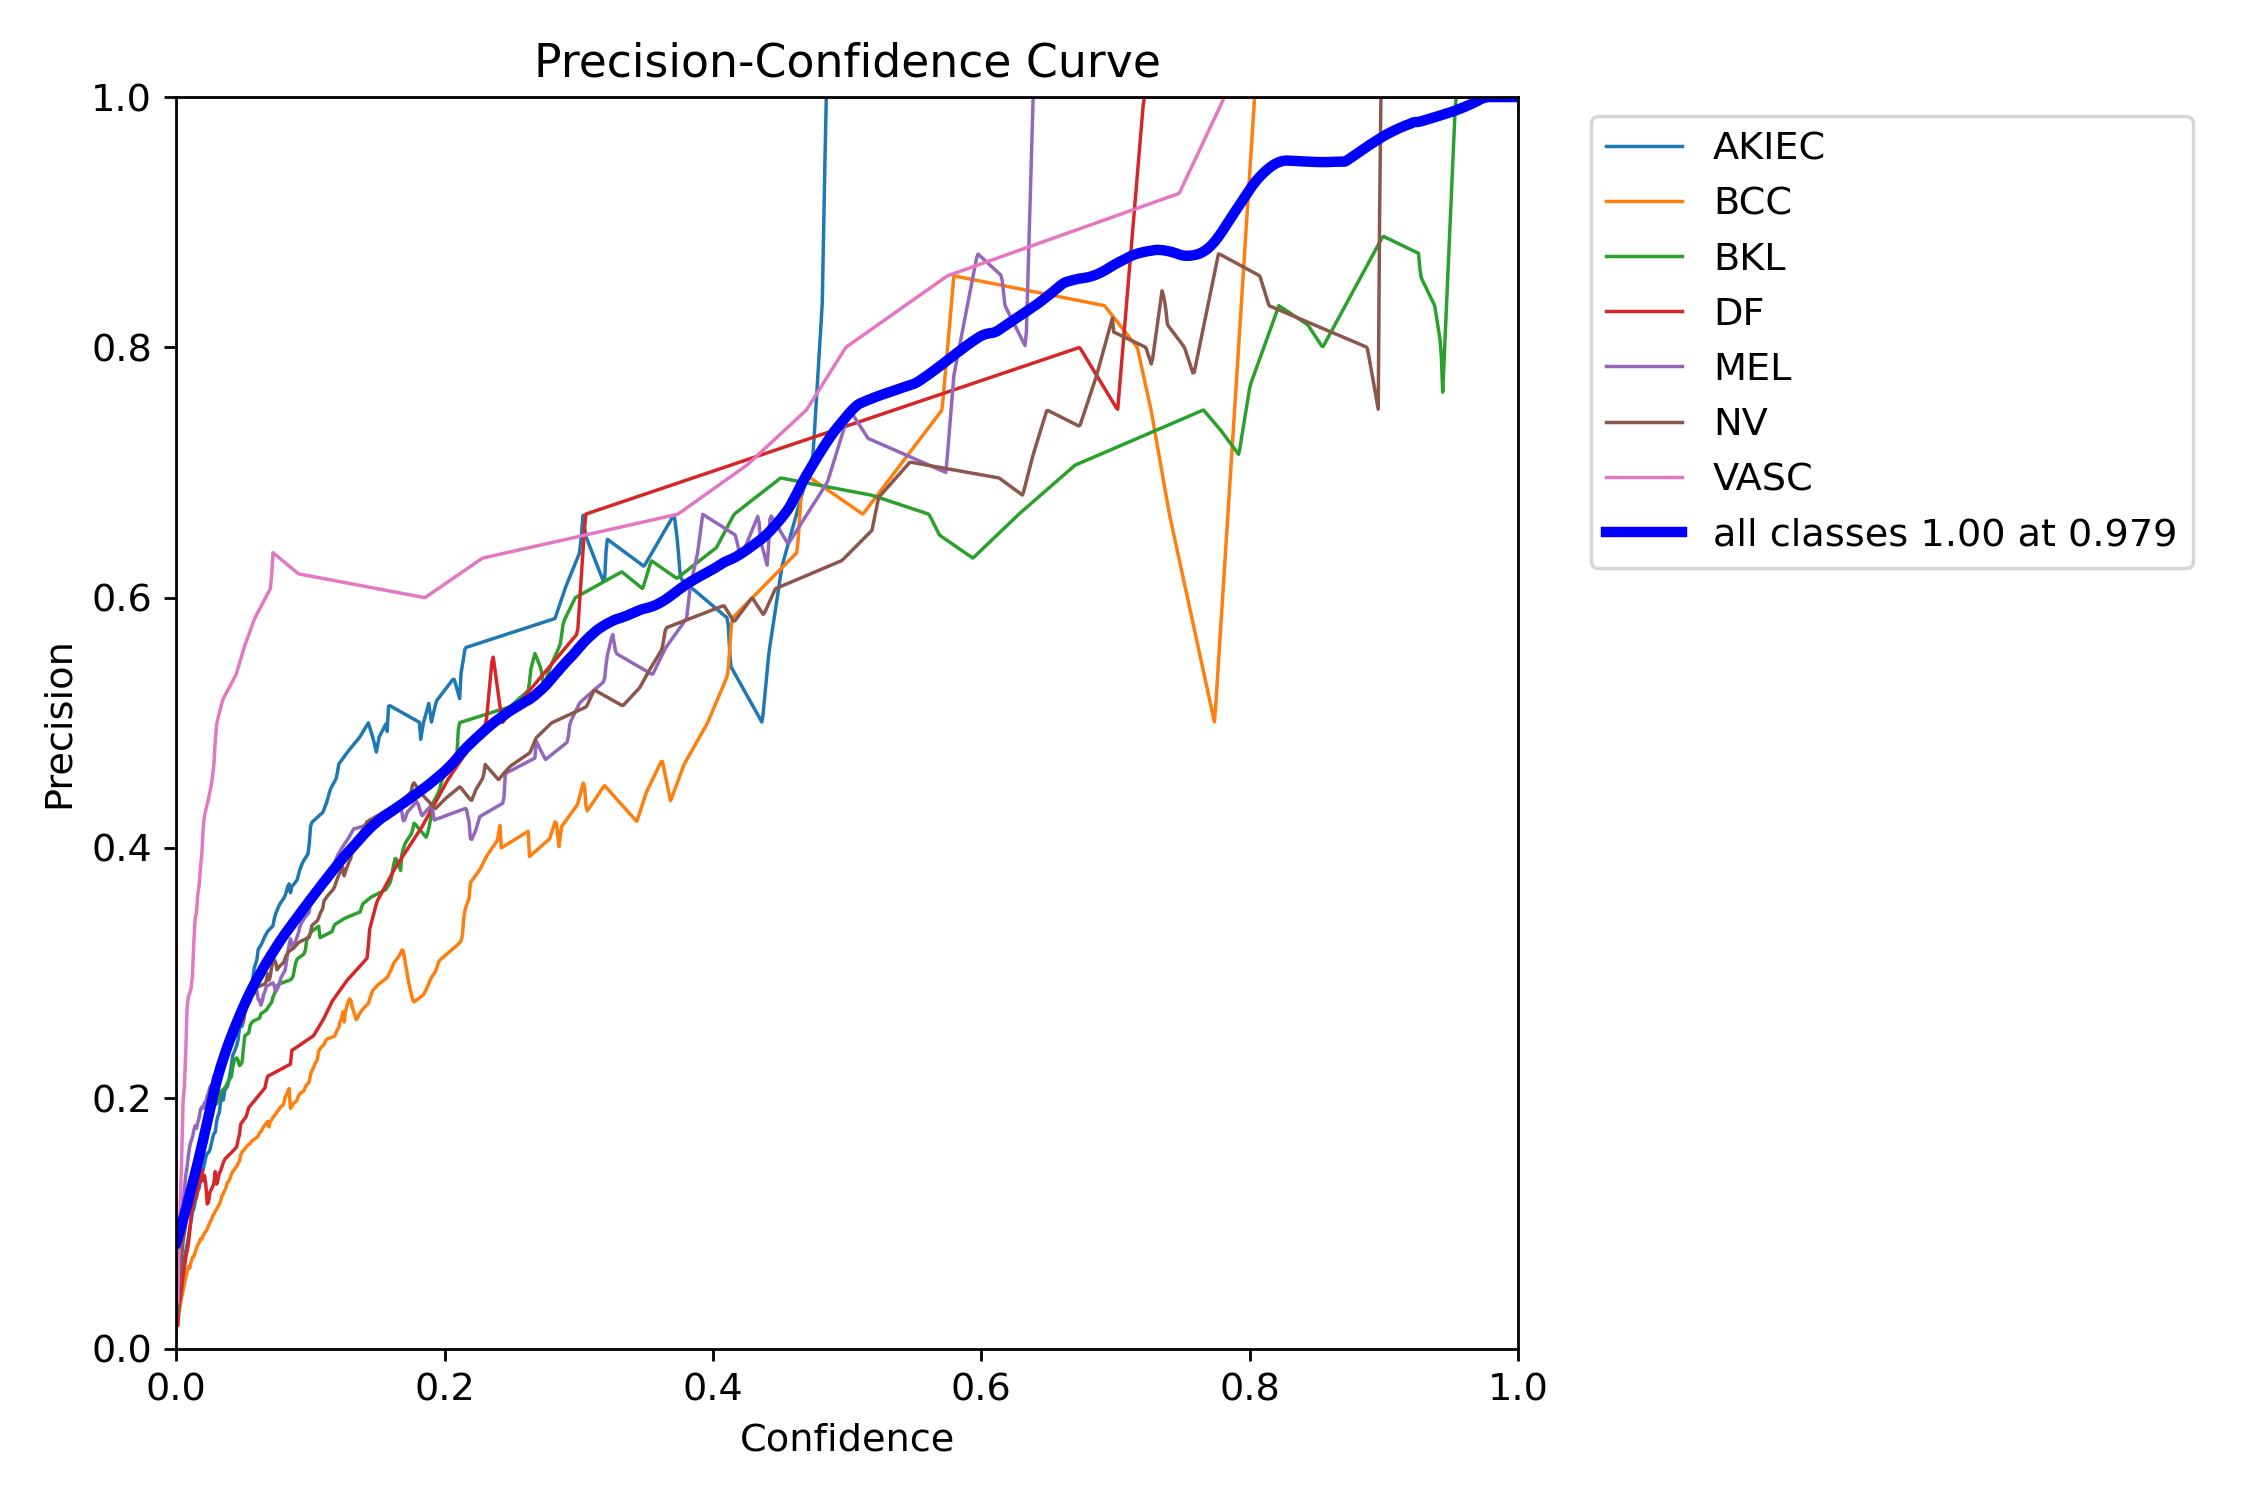 Precision-Confidence Curve
1.0
0.8
0.6
0.4
0.2
0.0
Precision
0.0 0.2 0.4 0.6 0.8 1.0
Confidence
AKIEC
BCC
BKL
DF
MEL
NV
VASC
all classes 1.00 at 0.979